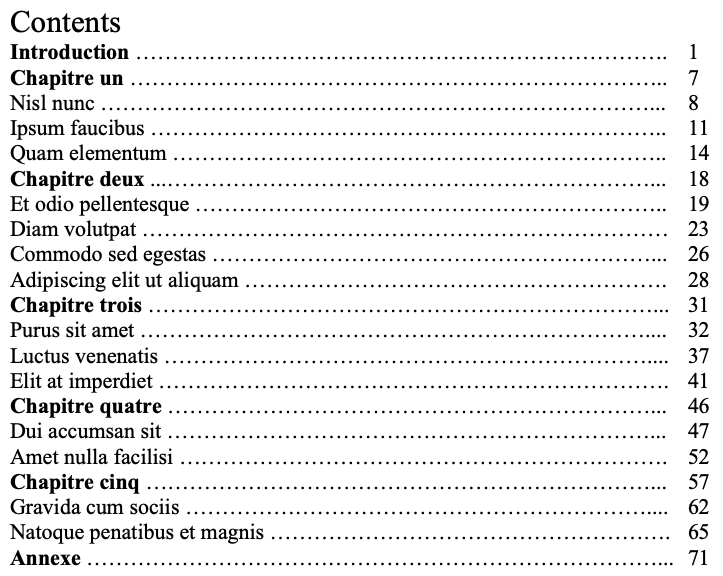 Contents
Introduction ………………………………………………………………….. 1
Chapitre un ………………………………………………………………….. 7
Nisl nunc ……………………………………………………………………... 8
Ipsum faucibus ……………………………………………………………….. 11
Quam elementum …………………………………………………………….. 14
Chapitre deux ...……………………………………………………………... 18
Et odio pellentesque ………………………………………………………….. 19
Diam volutpat ………………………………………………………………… 23
Commodo sed egestas ………………………………………………………... 26
Adipiscing elit ut aliquam ……………………………………………………. 28
Chapitre trois ………………………………………………………………... 31
Purus sit amet ……………………………………………………………….... 32
Luctus venenatis …………………………………………………………….... 37
Elit at imperdiet ………………………………………………………………. 41
Chapitre quatre ……………………………………………………………... 46
Dui accumsan sit ……………………………………………………………... 47
Amet nulla facilisi ……………………………………………………………. 52
Chapitre cinq ………………………………………………………………... 57
Gravida cum sociis ………………………………………………………….... 62
Natoque penatibus et magnis …………………………………………………. 65
Annexe ………………………………………………………………………... 71